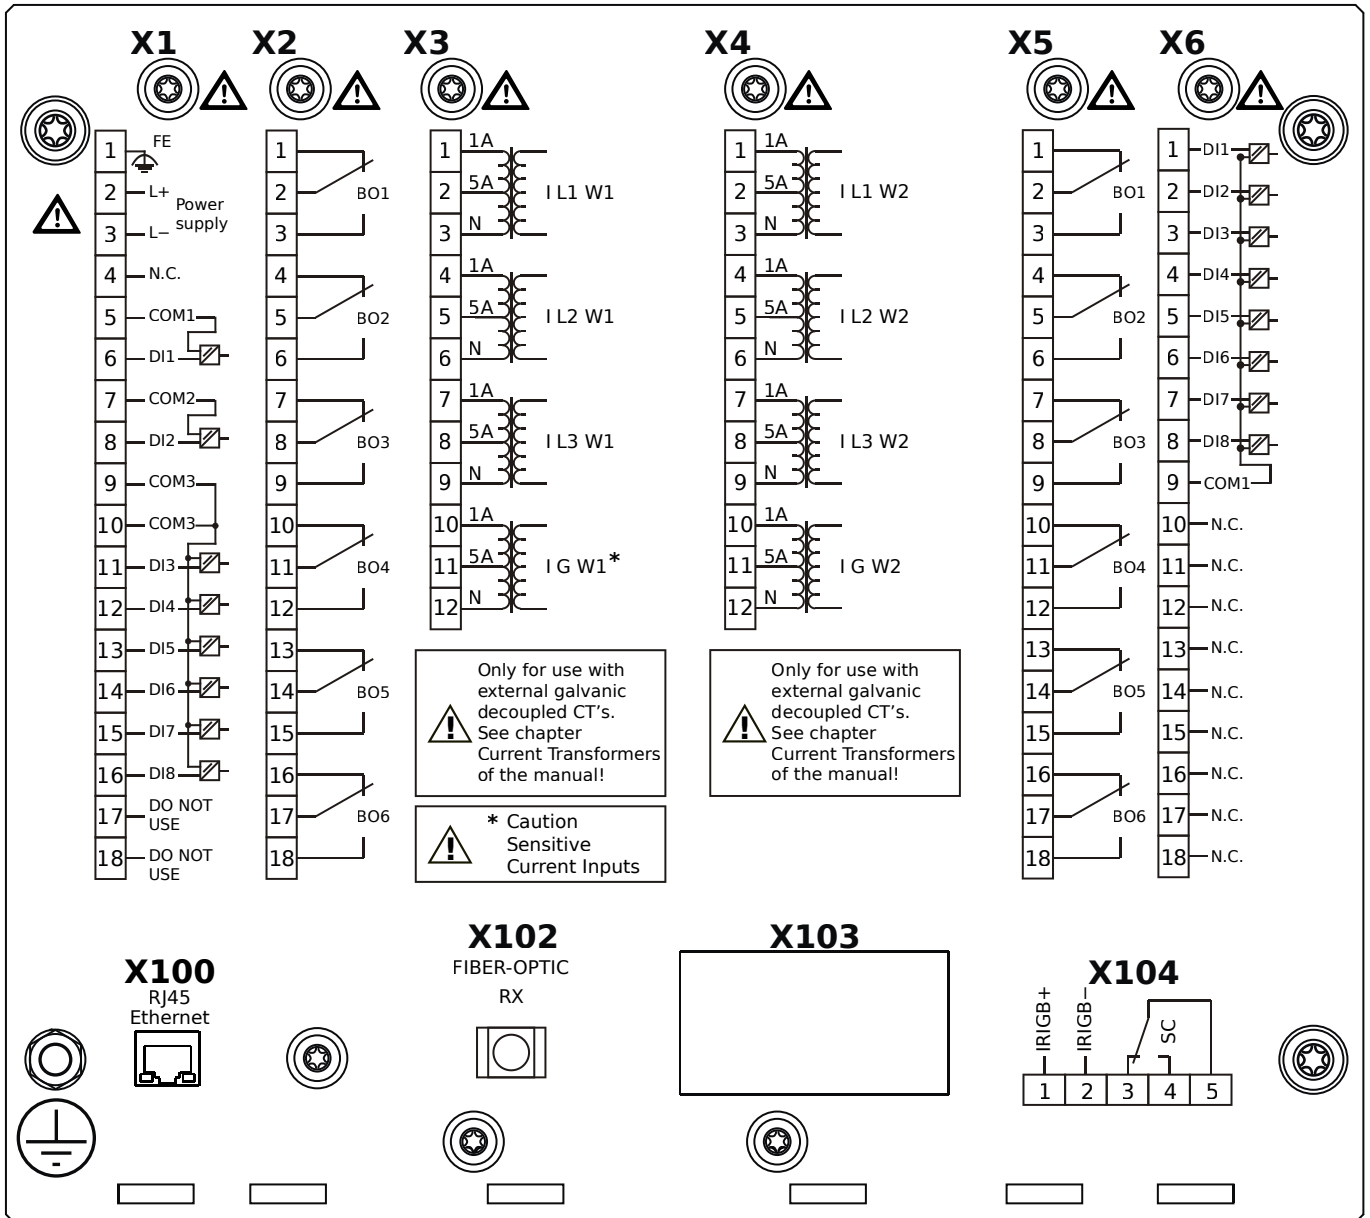 X1
1 FE
2 L+ Power
3 L− supply
4 N.C.
5 COM1
6 DI1
7 COM2
8 DI2
9 COM3
10 COM3
11 DI3
12 DI4
13 DI5
14 DI6
15 DI7
16 DI8
17 DO NOT
USE
18 DO NOT
USE
X2
1
2 BO1
3
4
5 BO2
6
7
8 BO3
9
10
11 BO4
12
13
14 BO5
15
16
17 BO6
18
X3
1 1A
2 5A I L1 W1
3 N
4 1A
5 5A I L2 W1
6 N
7 1A
8 5A I L3 W1
9 N
10 1A
11 5A I G W1*
12 N
Only for use with
external galvanic
decoupled CT's.
See chapter
Current Transformers
of the manual!
* Caution
Sensitive
Current Inputs
X4
1 1A
2 5A I L1 W2
3 N
4 1A
5 5A I L2 W2
6 N
7 1A
8 5A I L3 W2
9 N
10 1A
11 5A I G W2
12 N
Only for use with
external galvanic
decoupled CT's.
See chapter
Current Transformers
of the manual!
X5
1
2 BO1
3
4
5 BO2
6
7
8 BO3
9
10
11 BO4
12
13
14 BO5
15
16
17 BO6
18
X6
1 DI1
2 DI2
3 DI3
4 DI4
5 DI5
6 DI6
7 DI7
8 DI8
9 COM1
10 N.C.
11 N.C.
12 N.C.
13 N.C.
14 N.C.
15 N.C.
16 N.C.
17 N.C.
18 N.C.
X100
RJ45
Ethernet
X102
FIBER-OPTIC
RX
X103
X104
IRIGB+
IRIGB−
SC
1 2 3 4 5